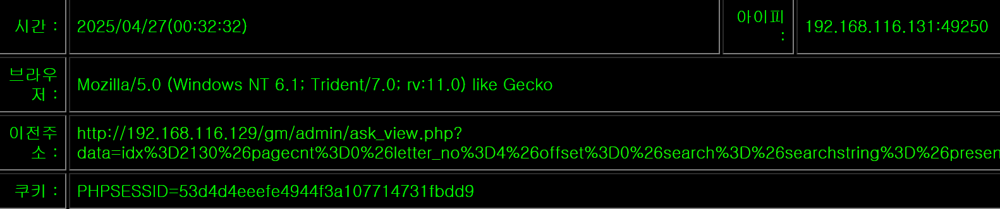 시간 : 2025/04/27(00:32:32) 아이피 : 192.168.116.131:49250
브라우저 : Mozilla/5.0 (Windows NT 6.1; Trident/7.0; rv:11.0) like Gecko
이전주소 : http://192.168.116.129/gm/admin/ask_view.php?
data=idx%3D2130%26pagecnt%3D0%26letter_no%3D4%26offset%3D0%26search%3D%26searchstring%3D%26presen
쿠키 : PHPSESSID=53d4d4eeefe4944f3a107714731fbdd9